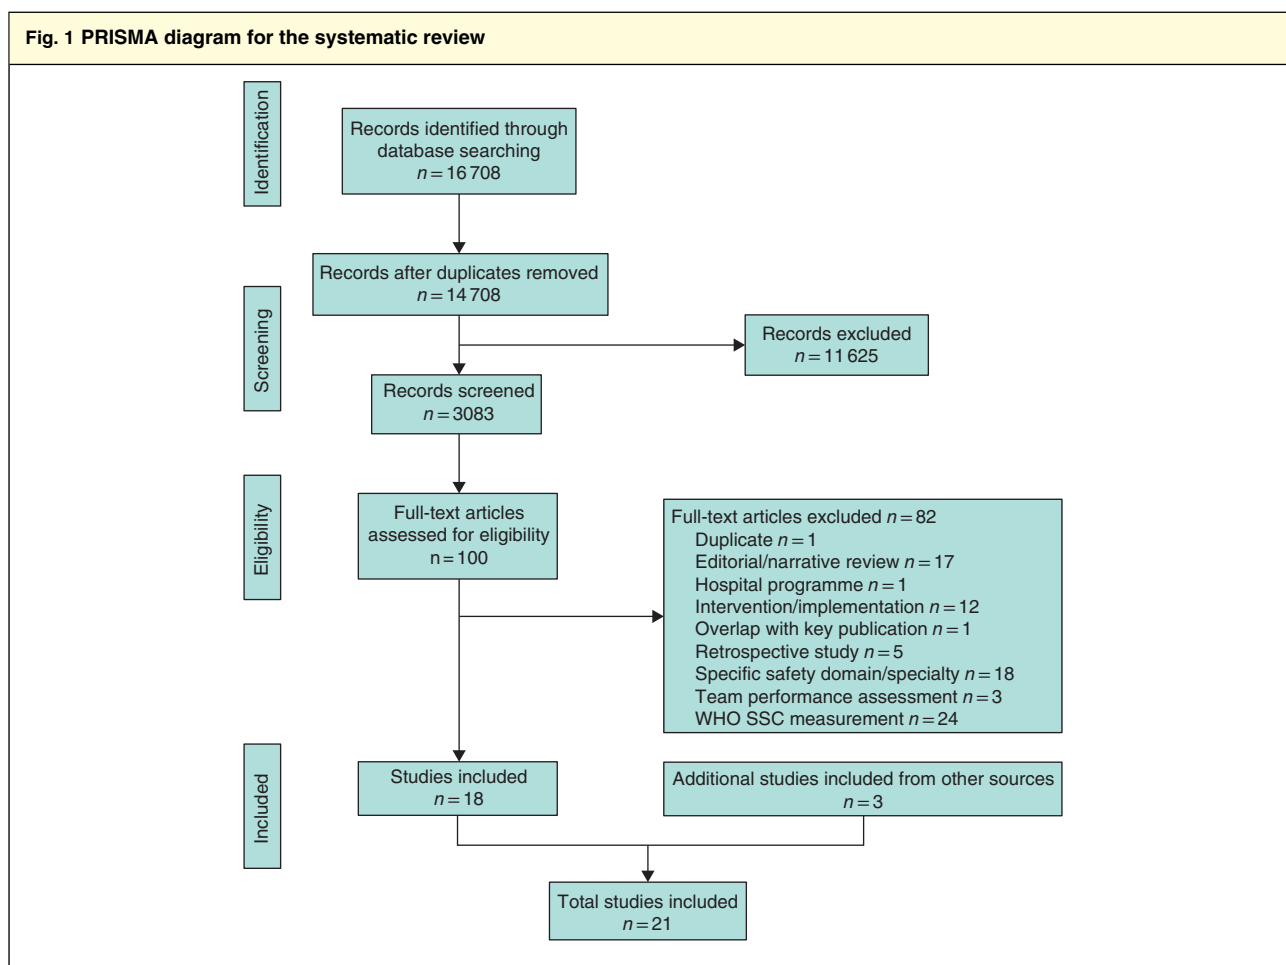 Fig. 1 PRISMA diagram for the systematic review
Identification
Records identified through
database searching
n = 16 708
Records after duplicates removed
n = 14 708
Screening
Records excluded
n = 11 625
Records screened
n = 3083
Eligibility
Full-text articles
assessed for eligibility
n = 100
Full-text articles excluded n = 82
Duplicate n = 1
Editorial/narrative review n = 17
Hospital programme n = 1
Intervention/implementation n = 12
Overlap with key publication n = 1
Retrospective study n = 5
Specific safety domain/specialty n = 18
Team performance assessment n = 3
WHO SSC measurement n = 24
Included
Studies included
n = 18
Additional studies included from other sources
n = 3
Total studies included
n = 21